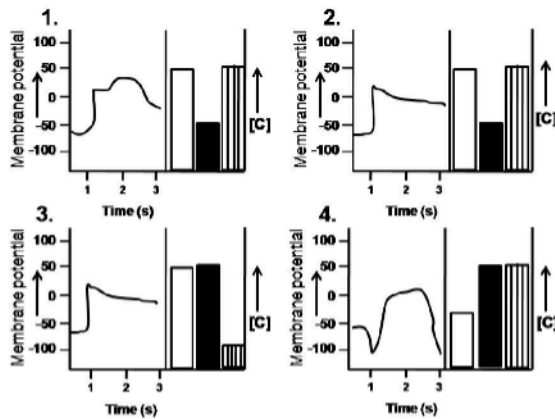 1.
Membrane potential
100
50
0
-50
-100
1 2 3
Time (s)
[C]
2.
Membrane potential
100
50
0
-50
-100
1 2 3
Time (s)
[C]
3.
Membrane potential
100
50
0
-50
-100
1 2 3
Time (s)
[C]
4.
Membrane potential
100
50
0
-50
-100
1 2 3
Time (s)
[C]